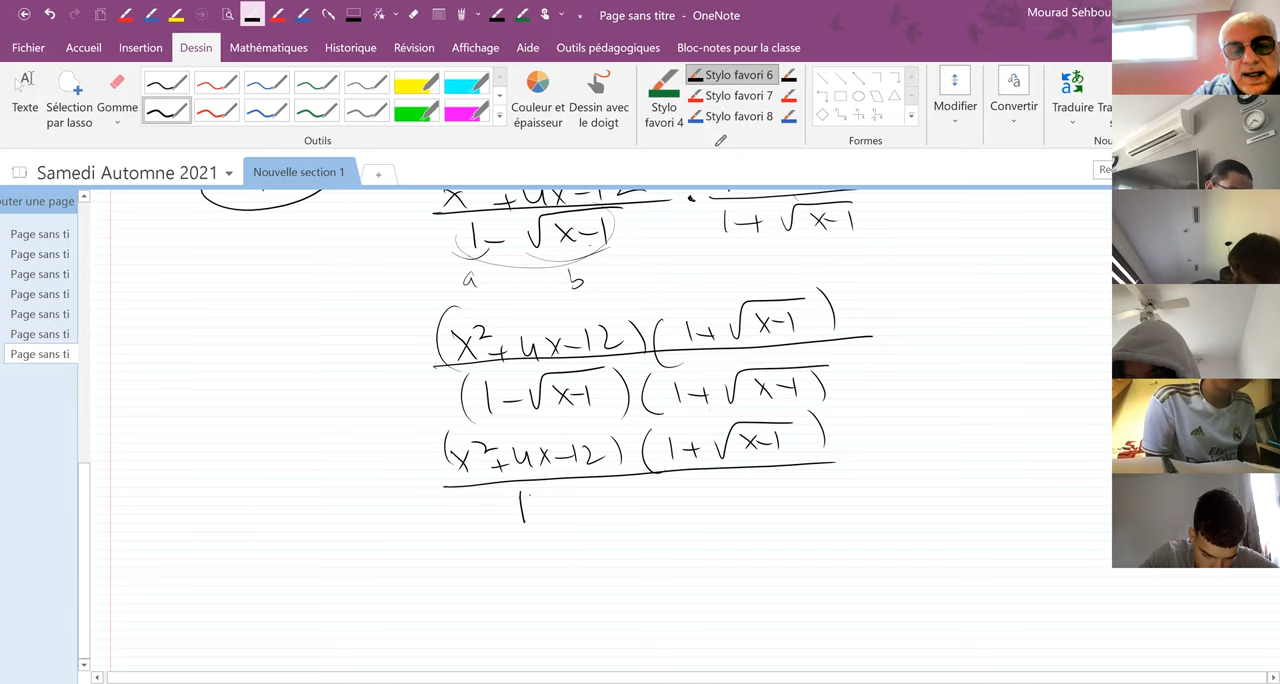 Page sans titre - OneNote
Mourad Sehbou
Fichier Accueil Insertion Dessin Mathématiques Historique Révision Affichage Aide Outils pédagogiques Bloc-notes pour la classe
Texte Sélection par lasso Gomme
Couleur et épaisseur Dessin avec le doigt
Stylo favori 4
Stylo favori 6
Stylo favori 7
Stylo favori 8
Modifier Convertir Traduire
Outils Formes
Samedi Automne 2021 Nouvelle section 1 +
outer une page
Page sans ti
Page sans ti
Page sans ti
Page sans ti
Page sans ti
Page sans ti
Page sans ti
x + 4x - 12
1 - √(x-1) · 1 + √(x-1)
a b
(x² + 4x - 12)(1 + √(x-1))
(1 - √(x-1))(1 + √(x-1))
(x² + 4x - 12)(1 + √(x-1))
1